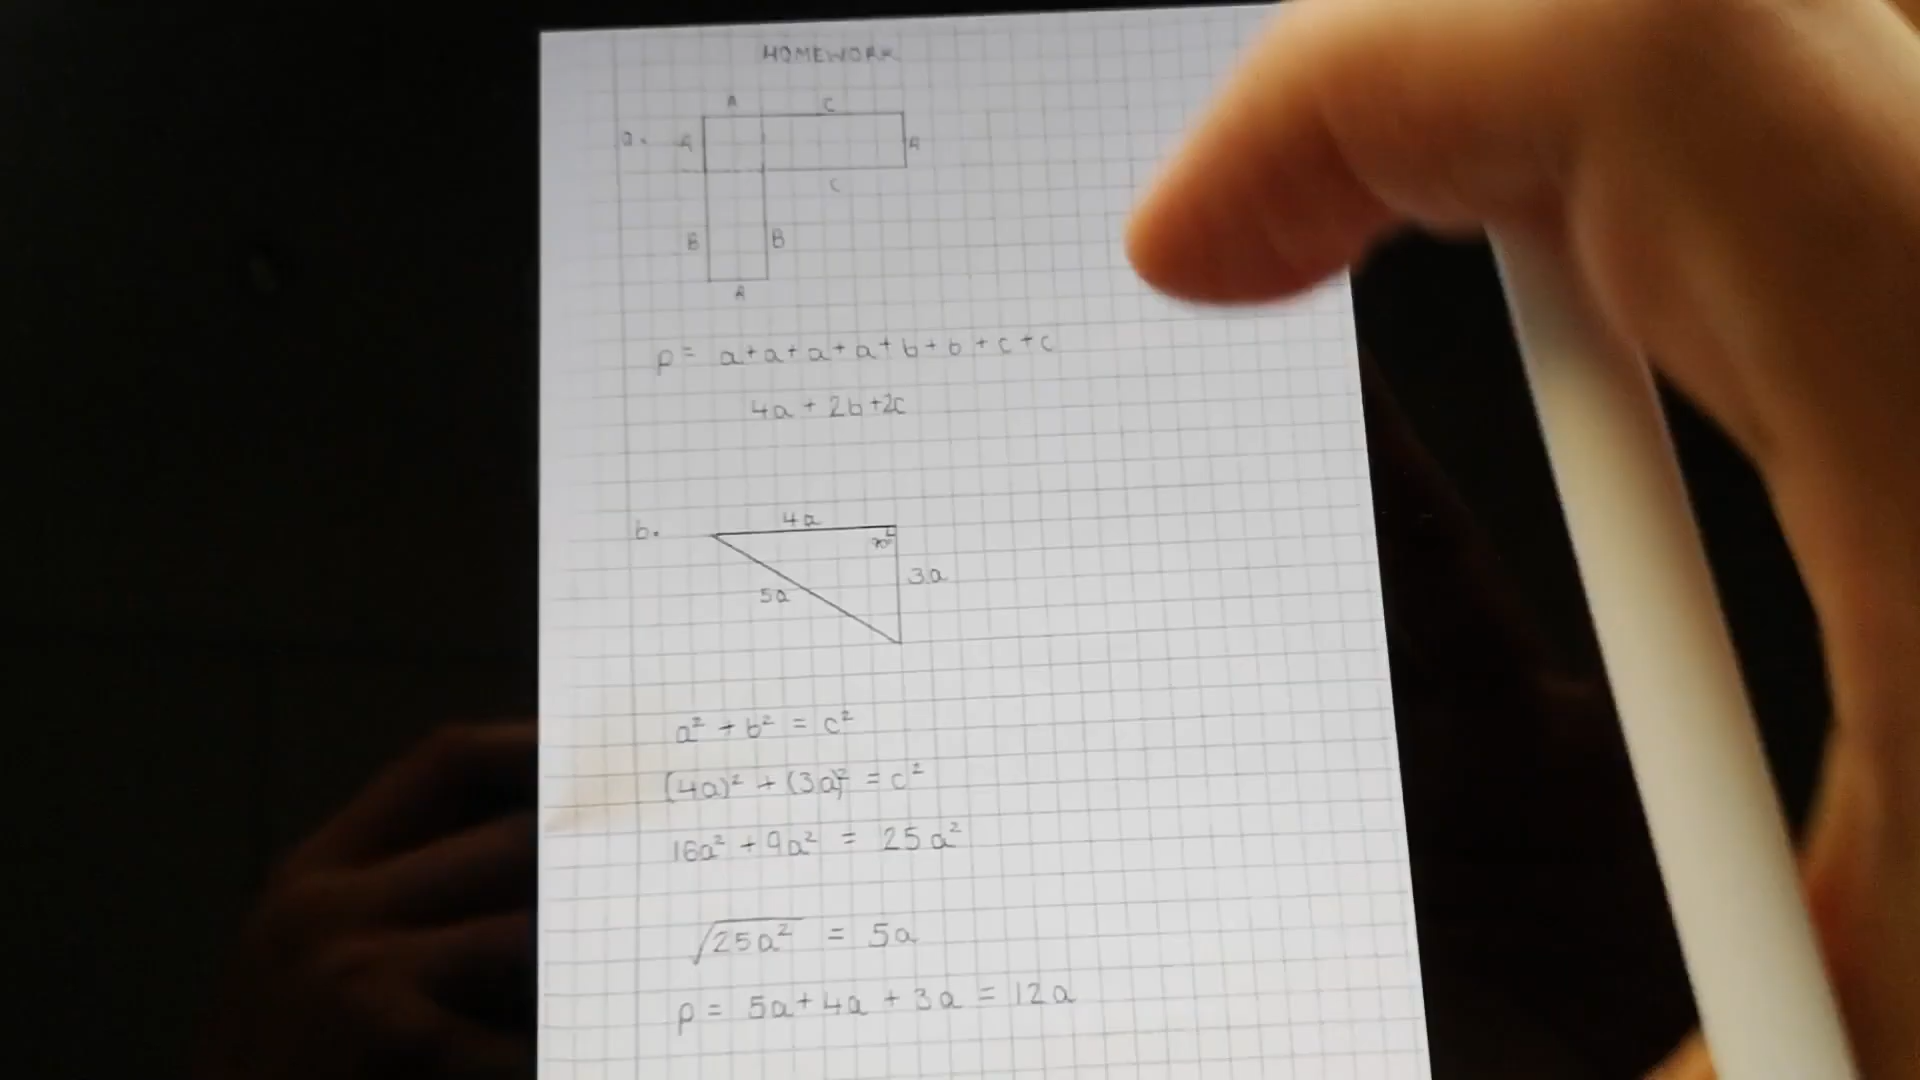 HOMEWORK
A C
a. A A
C
B B
A
P = a+a+a+a+b+b+c+c
4a + 2b+2c
b. 4a
90°
3a
5a
a² + b² = c²
(4a)² + (3a)² = c²
16a² + 9a² = 25a²
√25a² = 5a
P = 5a+4a+3a = 12a